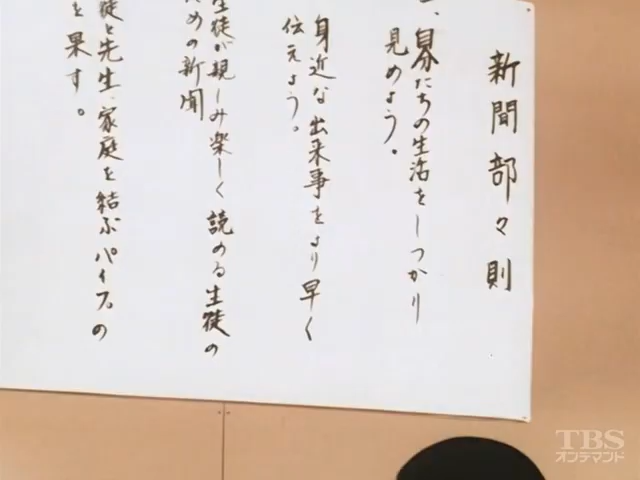 新聞部々則
一、自分たちの生活をしっかり
見めよう。
身近な出来事をより早く
伝えよう。
生徒が親しみ楽しく読める生徒の
めの新聞
徒と先生、家庭を結ぶパイプの
を果す。
TBS
オンデマンド